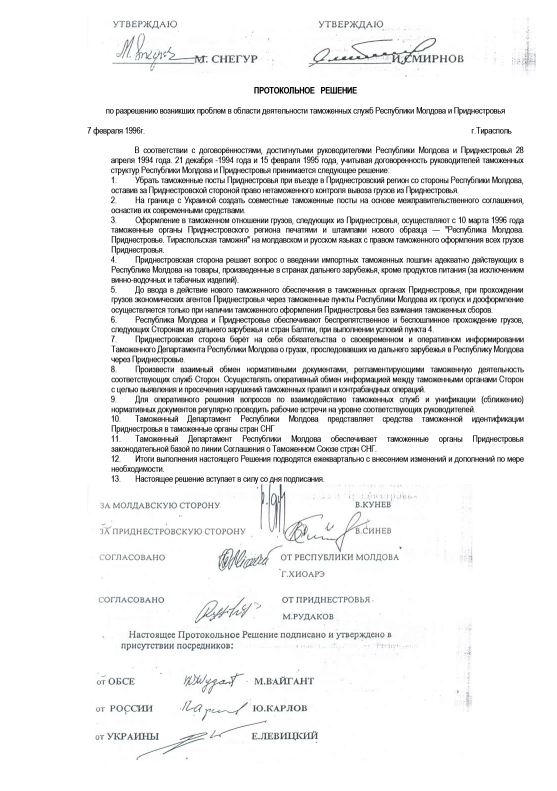 УТВЕРЖДАЮ УТВЕРЖДАЮ
М. СНЕГУР И.СМИРНОВ
ПРОТОКОЛЬНОЕ РЕШЕНИЕ
по разрешению возникших проблем в области деятельности таможенных служб Республики Молдова и Приднестровья
7 февраля 1996г. г.Тирасполь
В соответствии с договорённостями, достигнутыми руководителями Республики Молдова и Приднестровья 28
апреля 1994 года. 21 декабря -1994 года и 15 февраля 1995 года, учитывая договоренность руководителей таможенных
структур Республики Молдова и Приднестровья принимается следующее решение:
1. Убрать таможенные посты Приднестровья при въезде в Приднестровский регион со стороны Республики Молдова,
оставив за Приднестровской стороной право нетаможенного контроля вывоза грузов из Приднестровья.
2. На границе с Украиной создать совместные таможенные посты на основе межправительственного соглашения,
оснастив их современными средствами.
3. Оформление в таможенном отношении грузов, следующих из Приднестровья, осуществляют с 10 марта 1996 года
таможенные органы Приднестровского региона печатями и штампами нового образца — "Республика Молдова.
Приднестровье. Тираспольская таможня" на молдавском и русском языках с правом таможенного оформления всех грузов
Приднестровья.
4. Приднестровская сторона решает вопрос о введении импортных таможенных пошлин адекватно действующих в
Республике Молдова на товары, произведенные в странах дальнего зарубежья, кроме продуктов питания (за исключением
винно-водочных и табачных изделий).
5. До ввода в действие нового таможенного обеспечения в таможенных органах Приднестровья, при прохождении
грузов экономических агентов Приднестровья через таможенные пункты Республики Молдова их пропуск и дооформление
осуществляется только при наличии таможенного оформления Приднестровья без взимания таможенных сборов.
6. Республика Молдова и Приднестровье обеспечивают беспрепятственное и беспошлинное прохождение грузов,
следующих Сторонам из дальнего зарубежья и стран Балтии, при выполнении условий пункта 4.
7. Приднестровская сторона берёт на себя обязательства о своевременном и оперативном информировании
Таможенного Департамента Республики Молдова о грузах, проследовавших из дальнего зарубежья в Республику Молдова
через Приднестровье.
8. Произвести взаимный обмен нормативными документами, регламентирующими таможенную деятельность
соответствующих служб Сторон. Осуществлять оперативный обмен информацией между таможенными органами Сторон
с целью выявления и пресечения нарушений таможенных правил и контрабандных операций.
9. Для оперативного решения вопросов по взаимодействию таможенных служб и унификации (сближению)
нормативных документов регулярно проводить рабочие встречи на уровне соответствующих руководителей.
10. Таможенный Департамент Республики Молдова представляет средства таможенной идентификации
Приднестровья в таможенные органы стран СНГ
11. Таможенный Департамент Республики Молдова обеспечивает таможенные органы Приднестровья
законодательной базой по линии Соглашения о Таможенном Союзе стран СНГ.
12. Итоги выполнения настоящего Решения подводятся ежеквартально с внесением изменений и дополнений по мере
необходимости.
13. Настоящее решение вступает в силу со дня подписания.
ЗА МОЛДАВСКУЮ СТОРОНУ В.КУНЕВ
ЗА ПРИДНЕСТРОВСКУЮ СТОРОНУ В.СИНЕВ
СОГЛАСОВАНО ОТ РЕСПУБЛИКИ МОЛДОВА
Г.ХИОАРЭ
СОГЛАСОВАНО ОТ ПРИДНЕСТРОВЬЯ
М.РУДАКОВ
Настоящее Протокольное Решение подписано и утверждено в
присутствии посредников:
от ОБСЕ М.ВАЙГАНТ
от РОССИИ Ю.КАРЛОВ
от УКРАИНЫ Е.ЛЕВИЦКИЙ